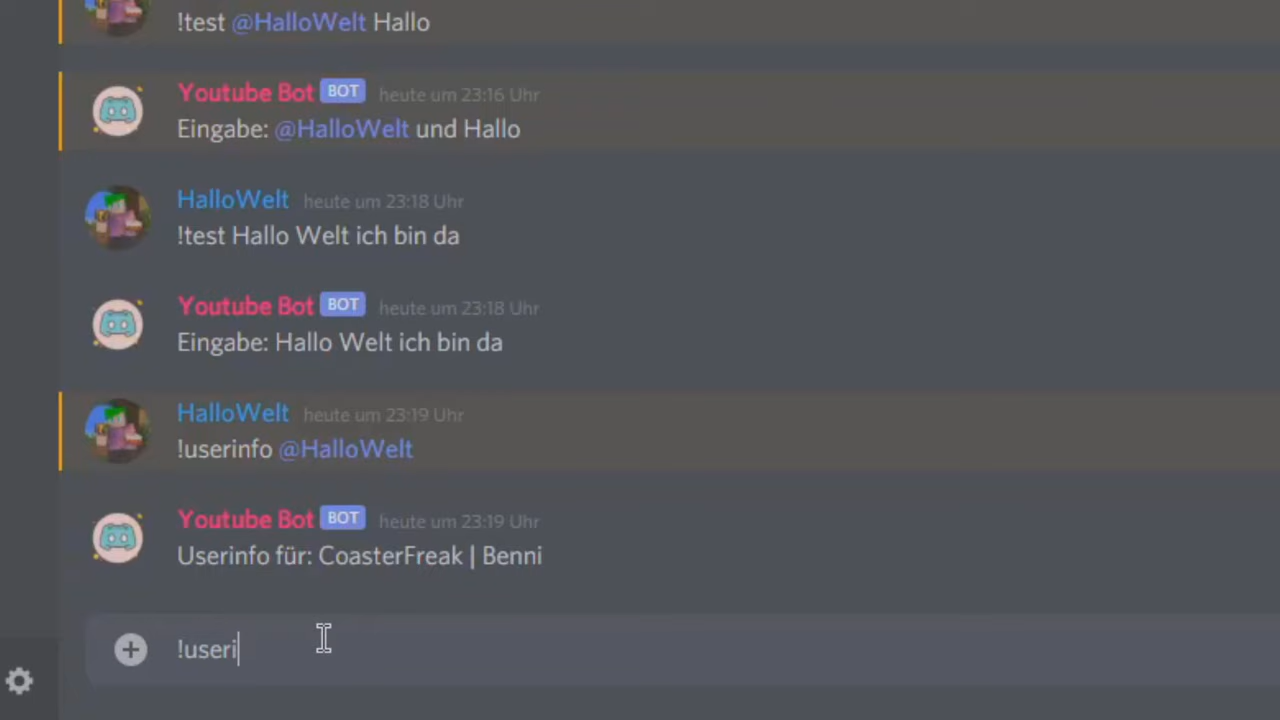 !test @HalloWelt Hallo
Youtube Bot BOT heute um 23:16 Uhr
Eingabe: @HalloWelt und Hallo
HalloWelt heute um 23:18 Uhr
!test Hallo Welt ich bin da
Youtube Bot BOT heute um 23:18 Uhr
Eingabe: Hallo Welt ich bin da
HalloWelt heute um 23:19 Uhr
!userinfo @HalloWelt
Youtube Bot BOT heute um 23:19 Uhr
Userinfo für: CoasterFreak | Benni
!useri